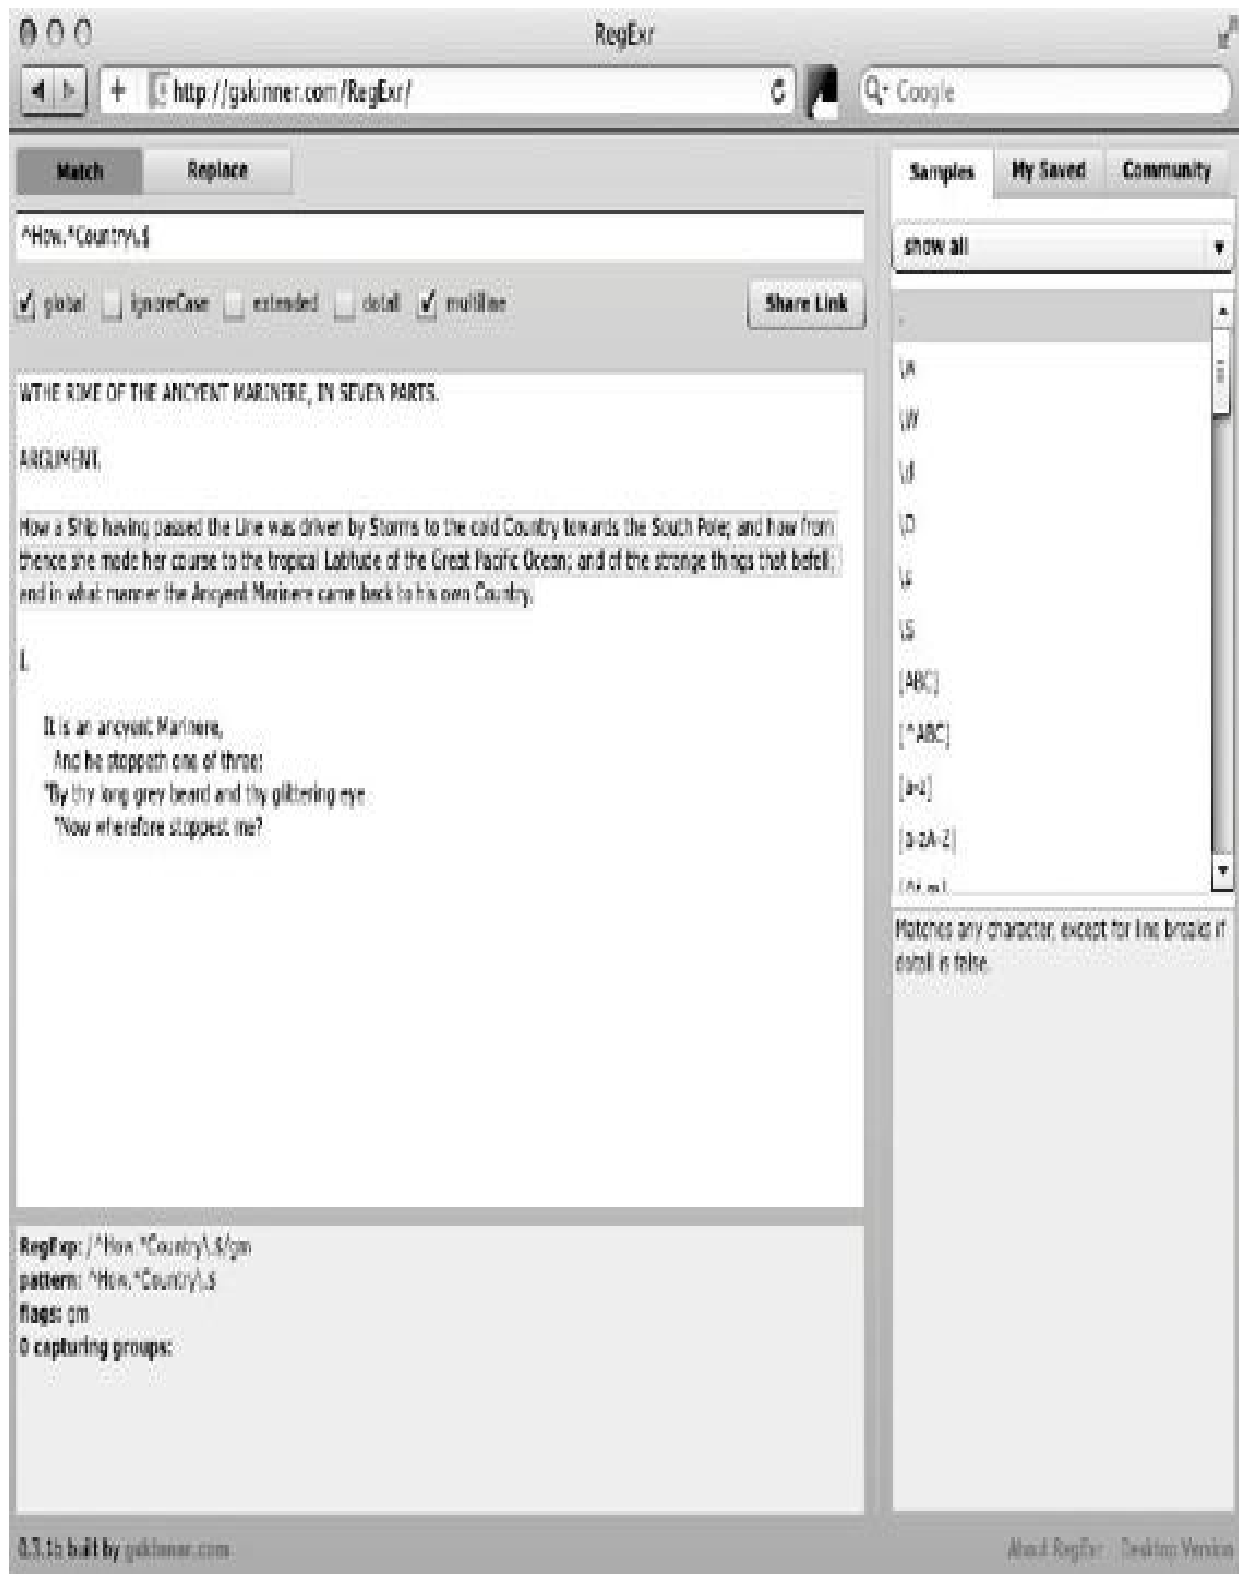 RegExr
http://gskinner.com/RegExr/
Google
Match Replace
Samples My Saved Community
^How.*Country\.$
show all
global ignoreCase extended dotall multiline
Share Link
.
\w
\W
\d
\D
\s
\S
[ABC]
[^ABC]
[a-z]
[a-zA-Z]
WTHE RIME OF THE ANCYENT MARINERE, IN SEVEN PARTS.
ARGUMENT.
How a Ship having passed the Line was driven by Storms to the cold Country towards the South Pole; and how from
thence she made her course to the tropical Latitude of the Great Pacific Ocean; and of the strange things that befell;
and in what manner the Ancyent Marinere came back to his own Country.
I.
It is an ancyent Marinere,
And he stoppeth one of three:
"By thy long grey beard and thy glittering eye
"Now wherefore stoppest me?
Matches any character, except for line breaks if
dotall is false.
RegExp: /^How.*Country\.$/gm
pattern: ^How.*Country\.$
flags: gm
0 capturing groups:
0.3.1b built by gskinner.com
About RegExr Desktop Version